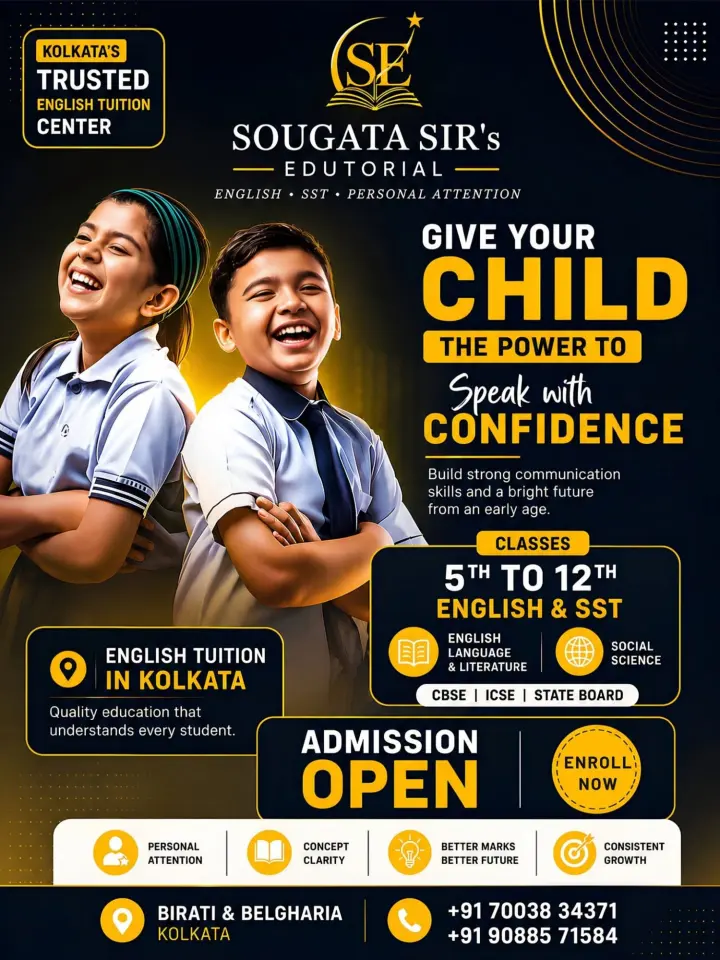 KOLKATA'S
TRUSTED
ENGLISH TUITION
CENTER
SE
SOUGATA SIR's
EDUTORIAL
ENGLISH • SST • PERSONAL ATTENTION
GIVE YOUR
CHILD
THE POWER TO
Speak with
CONFIDENCE
Build strong communication
skills and a bright future
from an early age.
CLASSES
5TH TO 12TH
ENGLISH & SST
ENGLISH
LANGUAGE
& LITERATURE
SOCIAL
SCIENCE
CBSE | ICSE | STATE BOARD
ENGLISH TUITION
IN KOLKATA
Quality education that
understands every student.
ADMISSION
OPEN
ENROLL
NOW
PERSONAL
ATTENTION
CONCEPT
CLARITY
BETTER MARKS
BETTER FUTURE
CONSISTENT
GROWTH
BIRATI & BELGHARIA
KOLKATA
+91 70038 34371
+91 90885 71584